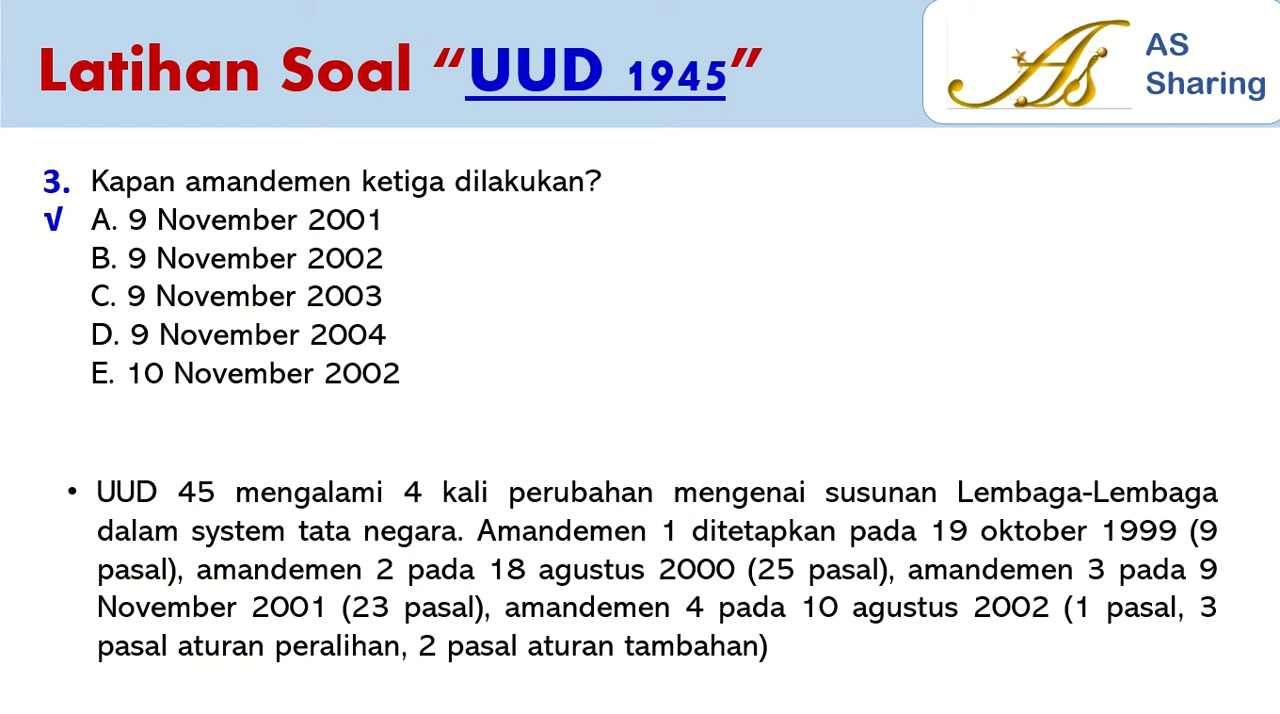 Latihan Soal “UUD 1945”
As
AS
Sharing
3. Kapan amandemen ketiga dilakukan?
√ A. 9 November 2001
B. 9 November 2002
C. 9 November 2003
D. 9 November 2004
E. 10 November 2002
• UUD 45 mengalami 4 kali perubahan mengenai susunan Lembaga-Lembaga
dalam system tata negara. Amandemen 1 ditetapkan pada 19 oktober 1999 (9
pasal), amandemen 2 pada 18 agustus 2000 (25 pasal), amandemen 3 pada 9
November 2001 (23 pasal), amandemen 4 pada 10 agustus 2002 (1 pasal, 3
pasal aturan peralihan, 2 pasal aturan tambahan)